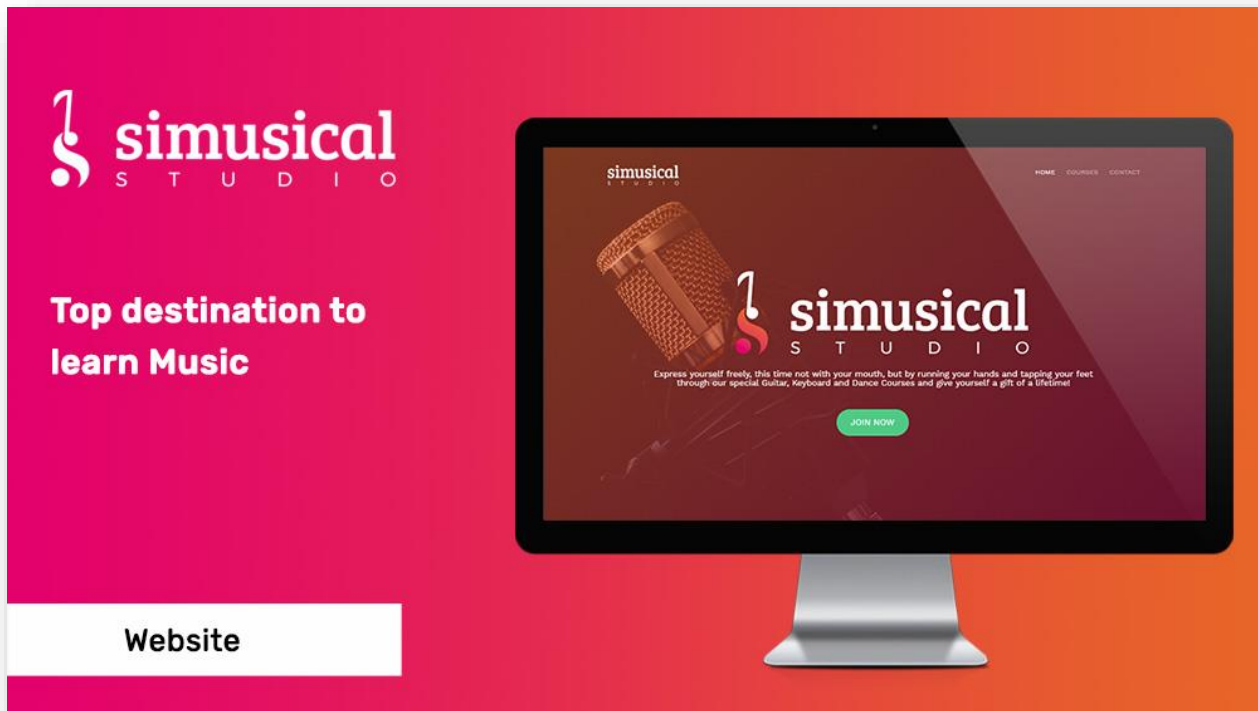 simusical
STUDIO
Top destination to
learn Music
Website
simusical
STUDIO
HOME COURSES CONTACT
simusical
STUDIO
Express yourself freely, this time not with your mouth, but by running your hands and tapping your feet
through our special Guitar, Keyboard and Dance Courses and give yourself a gift of a lifetime!
JOIN NOW